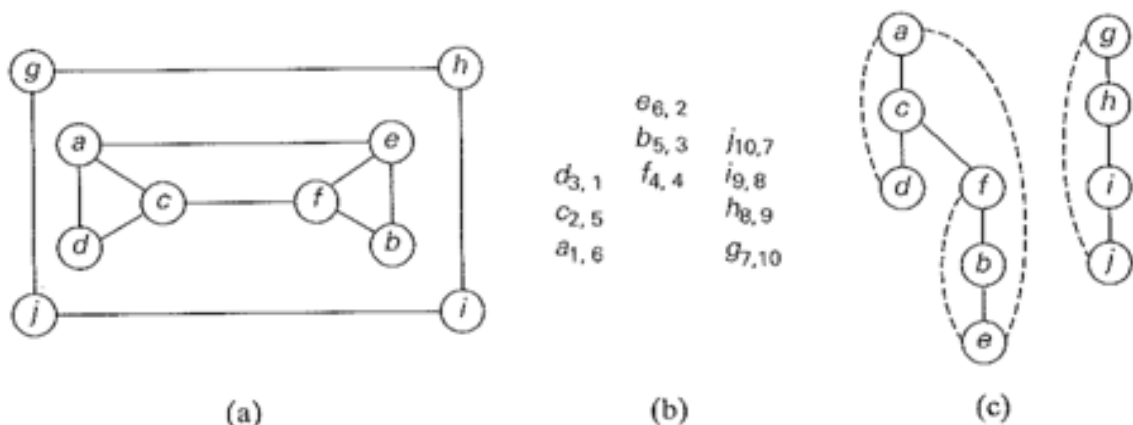 g h
a e
c f
d b
j i
(a)
e6, 2
b5, 3 j10,7
d3, 1 f4, 4 i9, 8
c2, 5 h8, 9
a1, 6 g7,10
(b)
a g
c h
d f i
b j
e
(c)